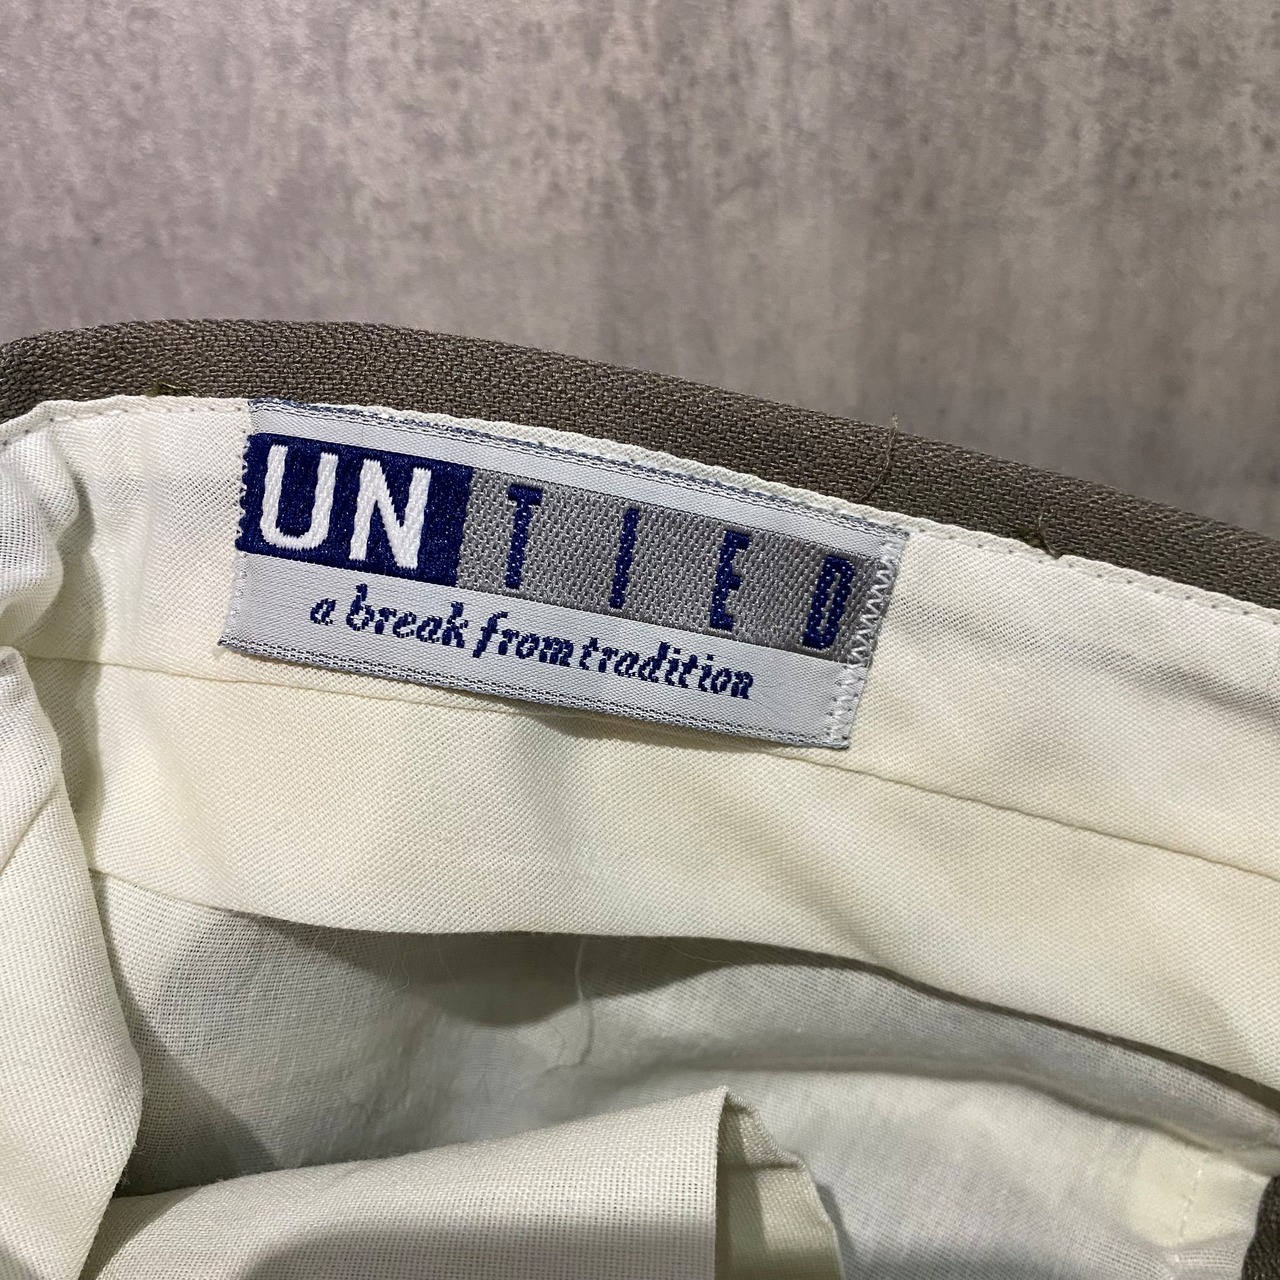 UNTIED
a break from tradition